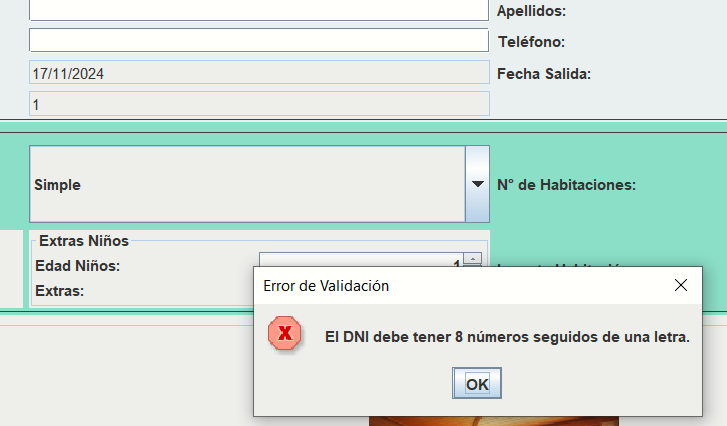 Apellidos:
Teléfono:
17/11/2024 Fecha Salida:
1
Simple N° de Habitaciones:
Extras Niños
Edad Niños: 1
Extras:
Error de Validación
X
El DNI debe tener 8 números seguidos de una letra.
OK